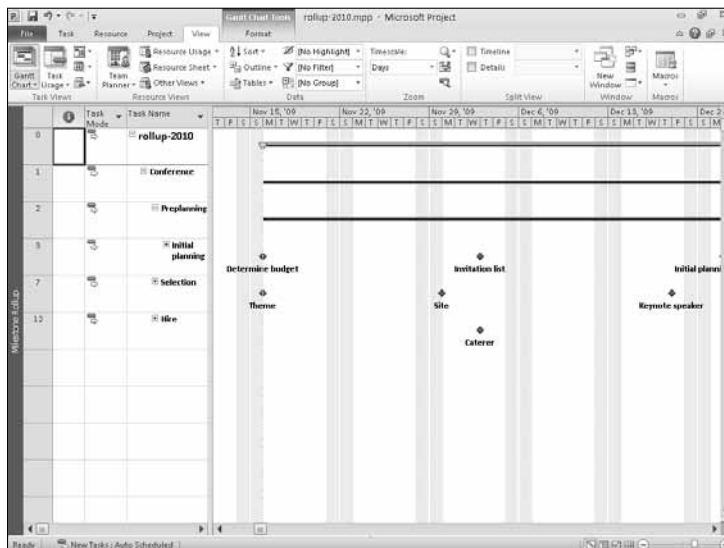 Gantt Chart Tools
rollup-2010.mpp - Microsoft Project
File Task Resource Project View Format
Gantt Chart
Task Usage
Team Planner
Resource Usage
Resource Sheet
Other Views
Sort
Outline
Tables
[No Highlight]
[No Filter]
[No Group]
Timescale:
Days
Timeline
Details
New Window
Macros
Task Views Resource Views Data Zoom Split View Window Macros
Task Mode Task Name
Nov 15, '09 Nov 22, '09 Nov 29, '09 Dec 6, '09 Dec 13, '09 Dec 2
T F S S M T W T F S S M T W T F S S M T W T F S S M T W T F S S M T W T F S S M
0 rollup-2010
1 Conference
2 Preplanning
3 Initial planning
Determine budget Invitation list Initial planni
7 Selection
Theme Site Keynote speaker
13 Hire
Caterer
Milestone Rollup
Ready New Tasks : Auto Scheduled